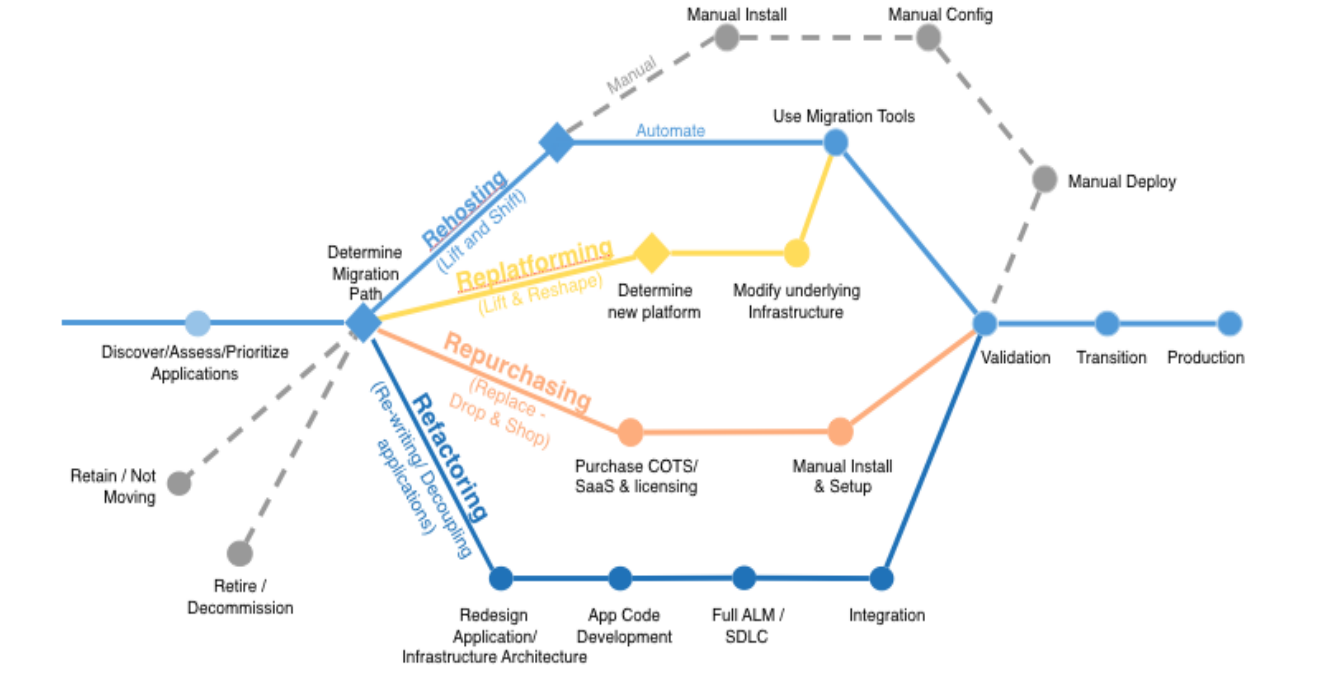 Manual Install
Manual Config
Manual
Automate
Use Migration Tools
Manual Deploy
Rehosting
(Lift and Shift)
Determine
Migration
Path
Replatforming
(Lift & Reshape)
Determine
new platform
Modify underlying
Infrastructure
Discover/Assess/Prioritize
Applications
Validation
Transition
Production
Repurchasing
(Replace -
Drop & Shop)
Refactoring
(Re-writing/ Decoupling
applications)
Purchase COTS/
SaaS & licensing
Manual Install
& Setup
Retain / Not
Moving
Retire /
Decommission
Redesign
Application/
Infrastructure Architecture
App Code
Development
Full ALM /
SDLC
Integration